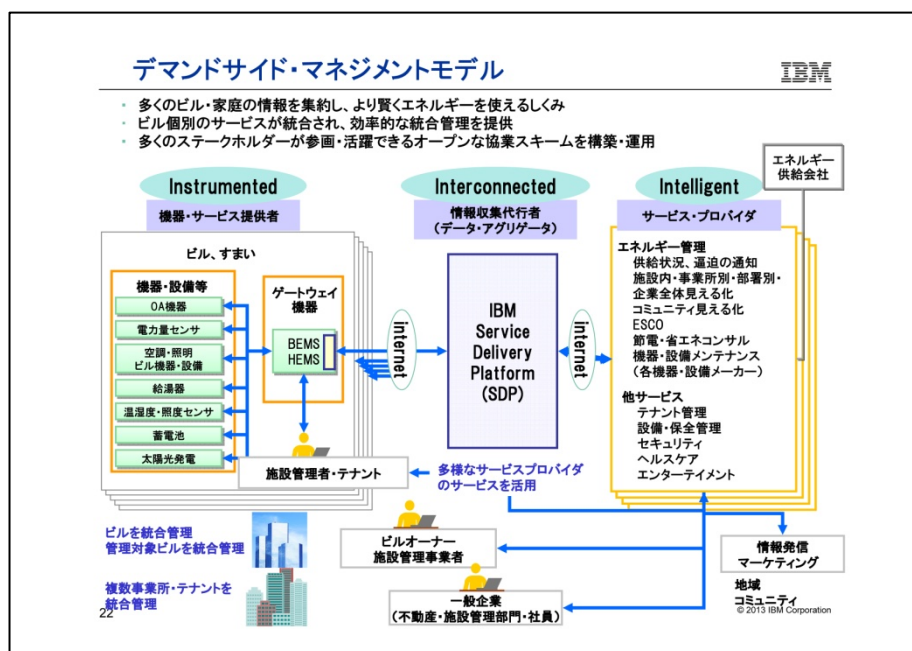 デマンドサイド・マネジメントモデル
IBM
・ 多くのビル・家庭の情報を集約し、より賢くエネルギーを使えるしくみ
・ ビル個別のサービスが統合され、効率的な統合管理を提供
・ 多くのステークホルダーが参画・活躍できるオープンな協業スキームを構築・運用
エネルギー
供給会社
Instrumented
機器・サービス提供者
Interconnected
情報収集代行者
(データ・アグリゲータ)
Intelligent
サービス・プロバイダ
ビル、すまい
機器・設備等
OA機器
電力量センサ
空調・照明
ビル機器・設備
給湯器
温湿度・照度センサ
蓄電池
太陽光発電
ゲートウェイ
機器
BEMS
HEMS
施設管理者・テナント
internet
IBM
Service
Delivery
Platform
(SDP)
internet
エネルギー管理
供給状況、逼迫の通知
施設内・事業所別・部署別・
企業全体見える化
コミュニティ見える化
ESCO
節電・省エネコンサル
機器・設備メンテナンス
(各機器・設備メーカー)
他サービス
テナント管理
設備・保全管理
セキュリティ
ヘルスケア
エンターテイメント
多様なサービスプロバイダ
のサービスを活用
ビルを統合管理
管理対象ビルを統合管理
複数事業所・テナントを
統合管理
ビルオーナー
施設管理事業者
一般企業
(不動産・施設管理部門・社員)
情報発信
マーケティング
地域
コミュニティ
22
© 2013 IBM Corporation